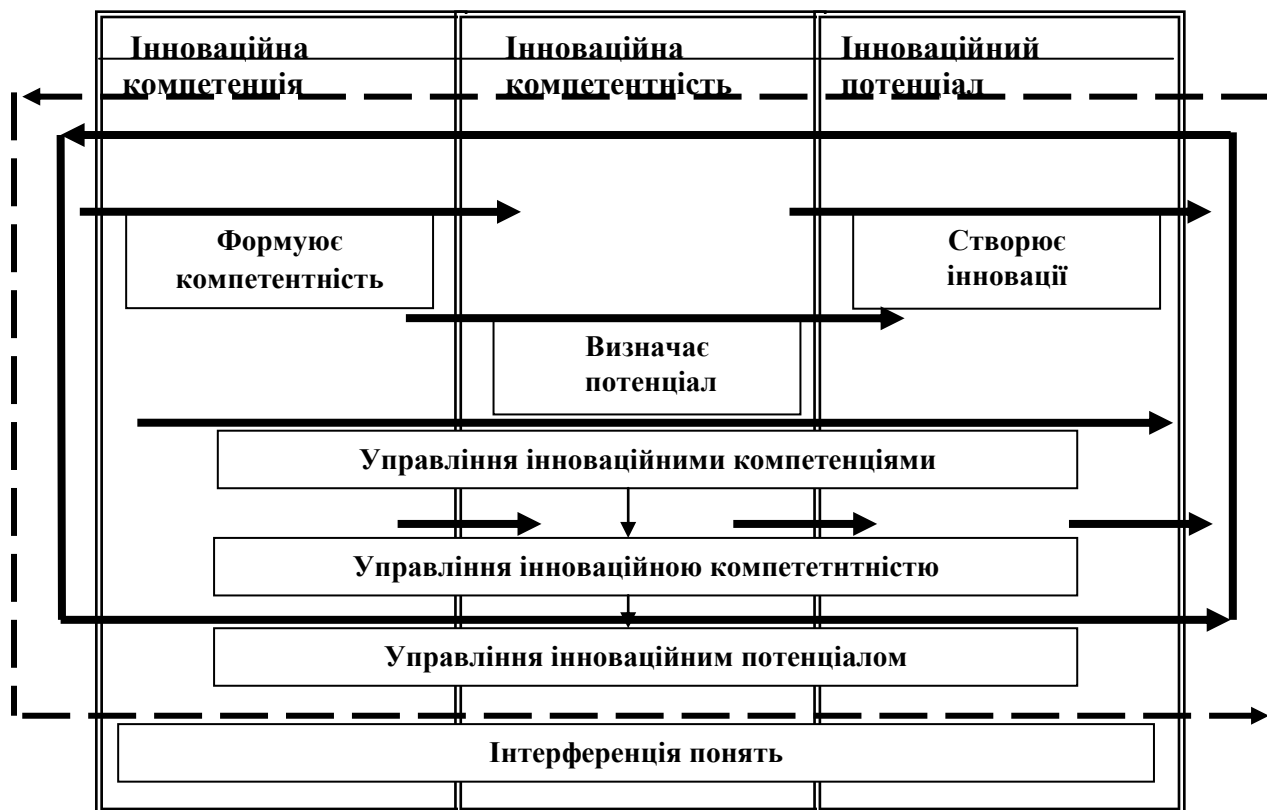 Інноваційна
компетенція
Інноваційна
компетентність
Інноваційний
потенціал
Формуює
компетентність
Створює
інновації
Визначає
потенціал
Управління інноваційними компетенціями
Управління інноваційною компететнтністю
Управління інноваційним потенціалом
Інтерференція понять